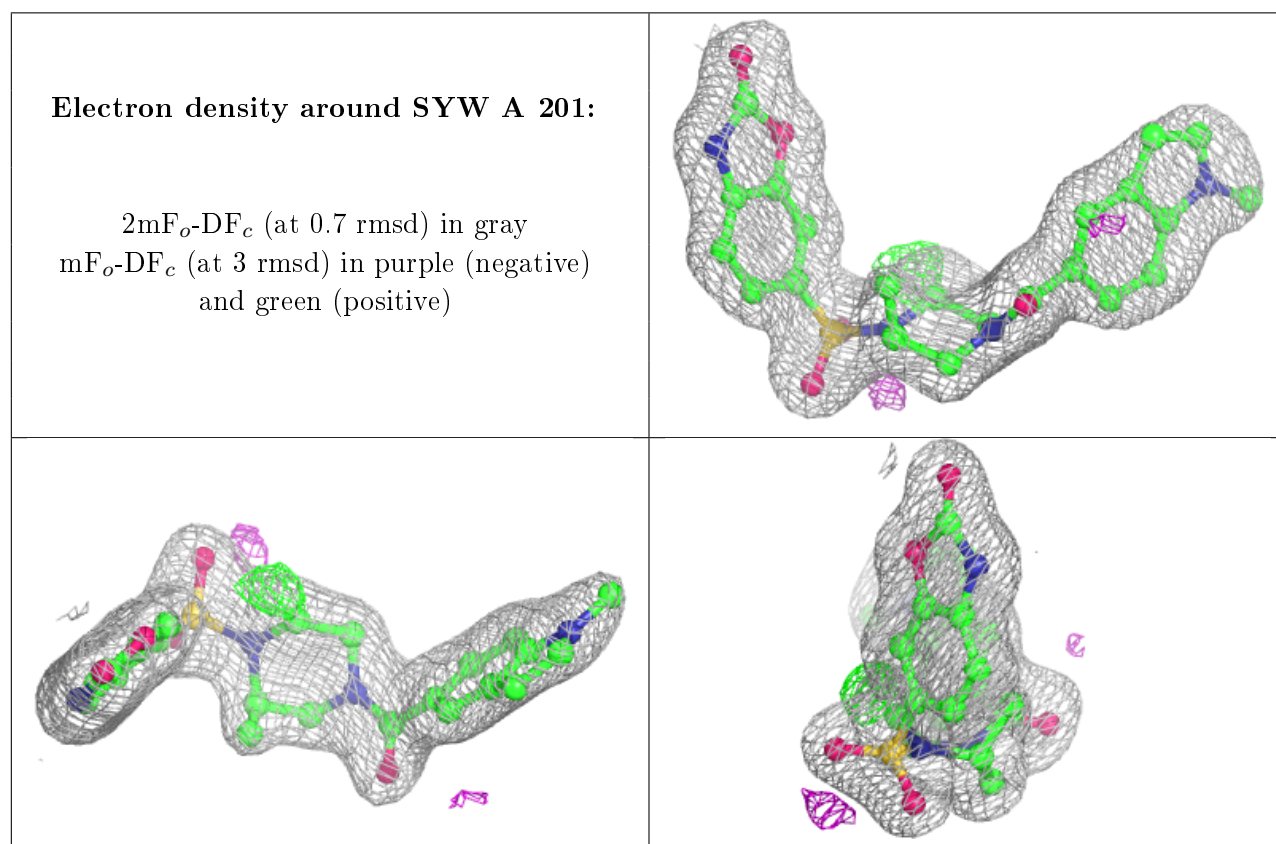 Electron density around SYW A 201:
2mFo-DFc (at 0.7 rmsd) in gray
mFo-DFc (at 3 rmsd) in purple (negative)
and green (positive)